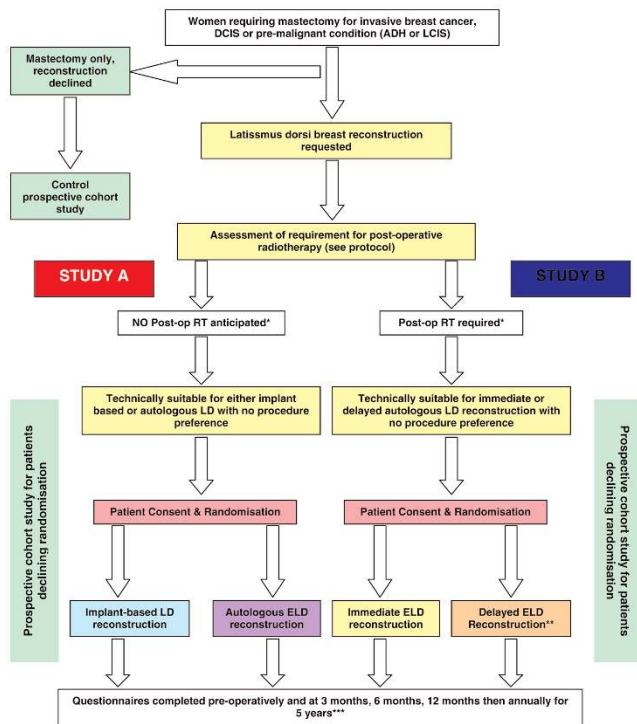 Women requiring mastectomy for invasive breast cancer,
DCIS or pre-malignant condition (ADH or LCIS)
Mastectomy only,
reconstruction
declined
Latissmus dorsi breast reconstruction
requested
Control
prospective cohort
study
Assessment of requirement for post-operative
radiotherapy (see protocol)
STUDY A
STUDY B
NO Post-op RT anticipated*
Post-op RT required*
Technically suitable for either implant
based or autologous LD with no procedure
preference
Technically suitable for immediate or
delayed autologous LD reconstruction with
no procedure preference
Prospective cohort study for patients
declining randomisation
Prospective cohort study for patients
declining randomisation
Patient Consent & Randomisation
Patient Consent & Randomisation
Implant-based LD
reconstruction
Autologous ELD
reconstruction
Immediate ELD
reconstruction
Delayed ELD
Reconstruction**
Questionnaires completed pre-operatively and at 3 months, 6 months, 12 months then annually for
5 years***